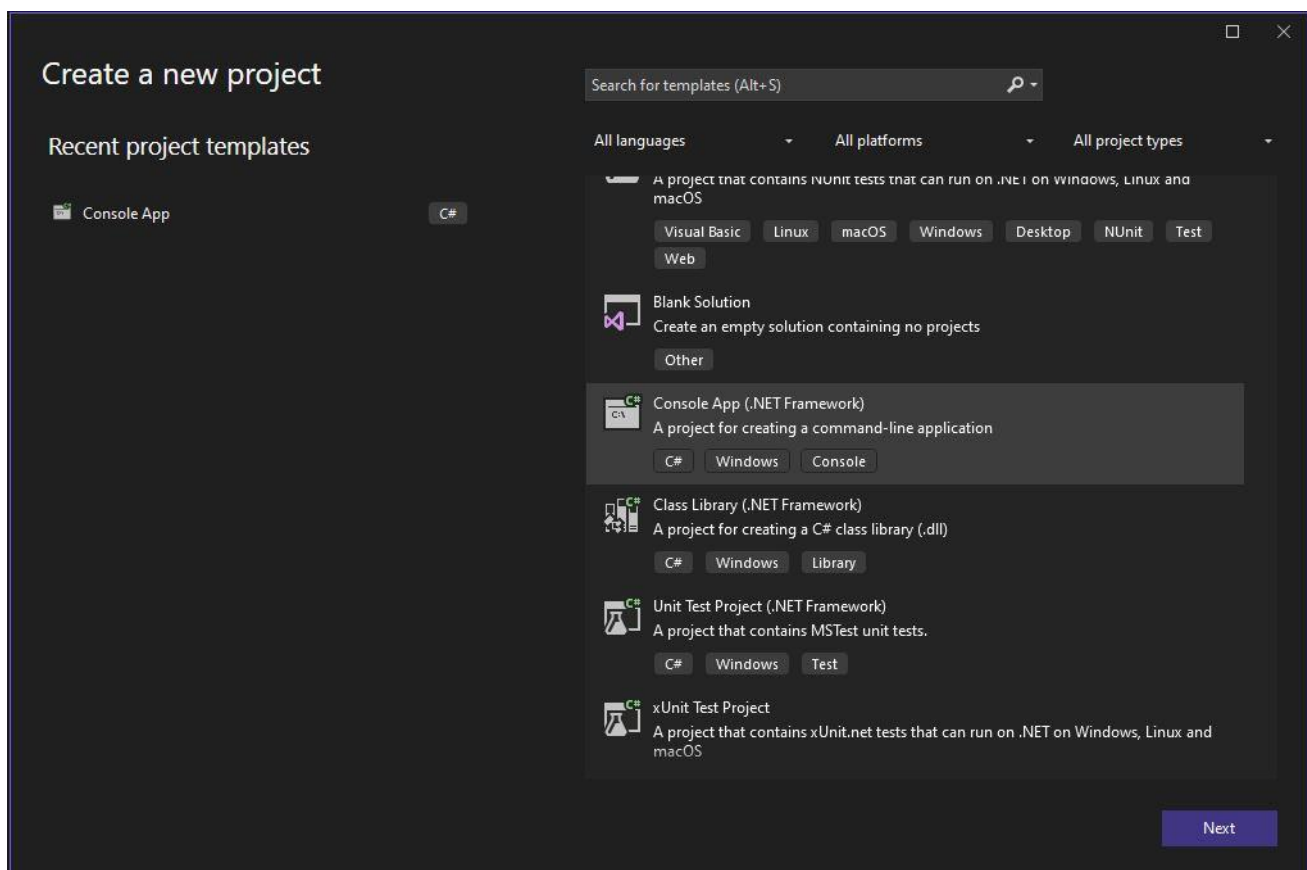 Create a new project
Search for templates (Alt+S)
Recent project templates
All languages
All platforms
All project types
Console App
C#
A project that contains NUnit tests that can run on .NET on Windows, Linux and
macOS
Visual Basic Linux macOS Windows Desktop NUnit Test
Web
Blank Solution
Create an empty solution containing no projects
Other
C#
C:\
Console App (.NET Framework)
A project for creating a command-line application
C# Windows Console
C#
Class Library (.NET Framework)
A project for creating a C# class library (.dll)
C# Windows Library
C#
Unit Test Project (.NET Framework)
A project that contains MSTest unit tests.
C# Windows Test
C#
xUnit Test Project
A project that contains xUnit.net tests that can run on .NET on Windows, Linux and
macOS
Next